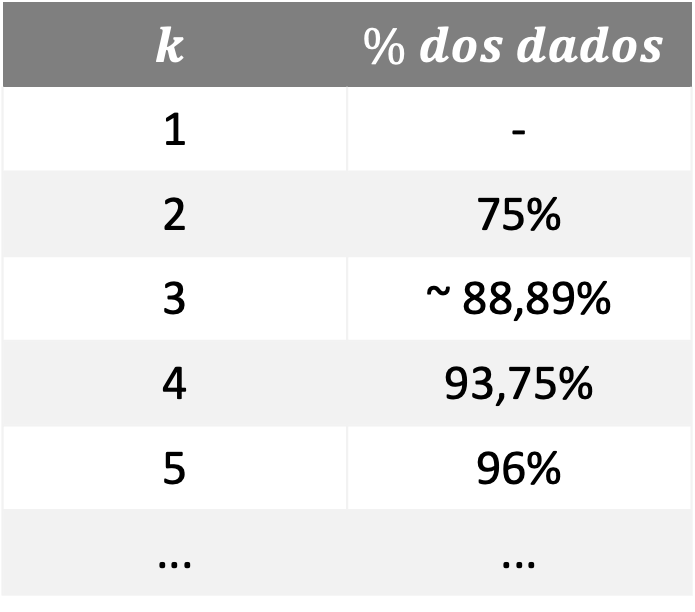 k % dos dados
1 -
2 75%
3 ~ 88,89%
4 93,75%
5 96%
... ...